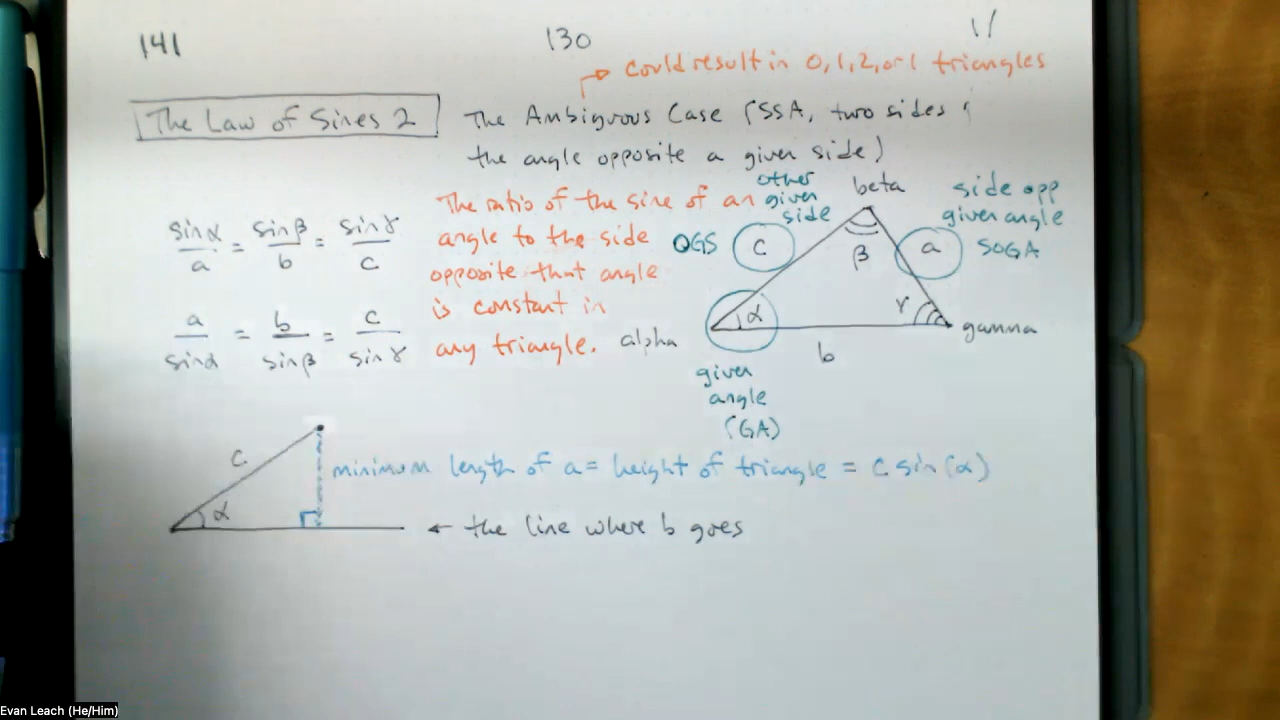 141
130
1/
could result in 0, 1, 2, or 1 triangles
The Law of Sines 2
The Ambiguous Case (SSA, two sides &
the angle opposite a given side)
sinα/a = sinβ/b = sinγ/c
a/sinα = b/sinβ = c/sinγ
The ratio of the sine of an
angle to the side
opposite that angle
is constant in
any triangle.
other
given
side
OGS
c
beta
β
side opp
given angle
SOGA
a
alpha
α
γ
gamma
b
given
angle
(GA)
c
α
minimum length of a = height of triangle = c sin(α)
← the line where b goes
Evan Leach (He/Him)